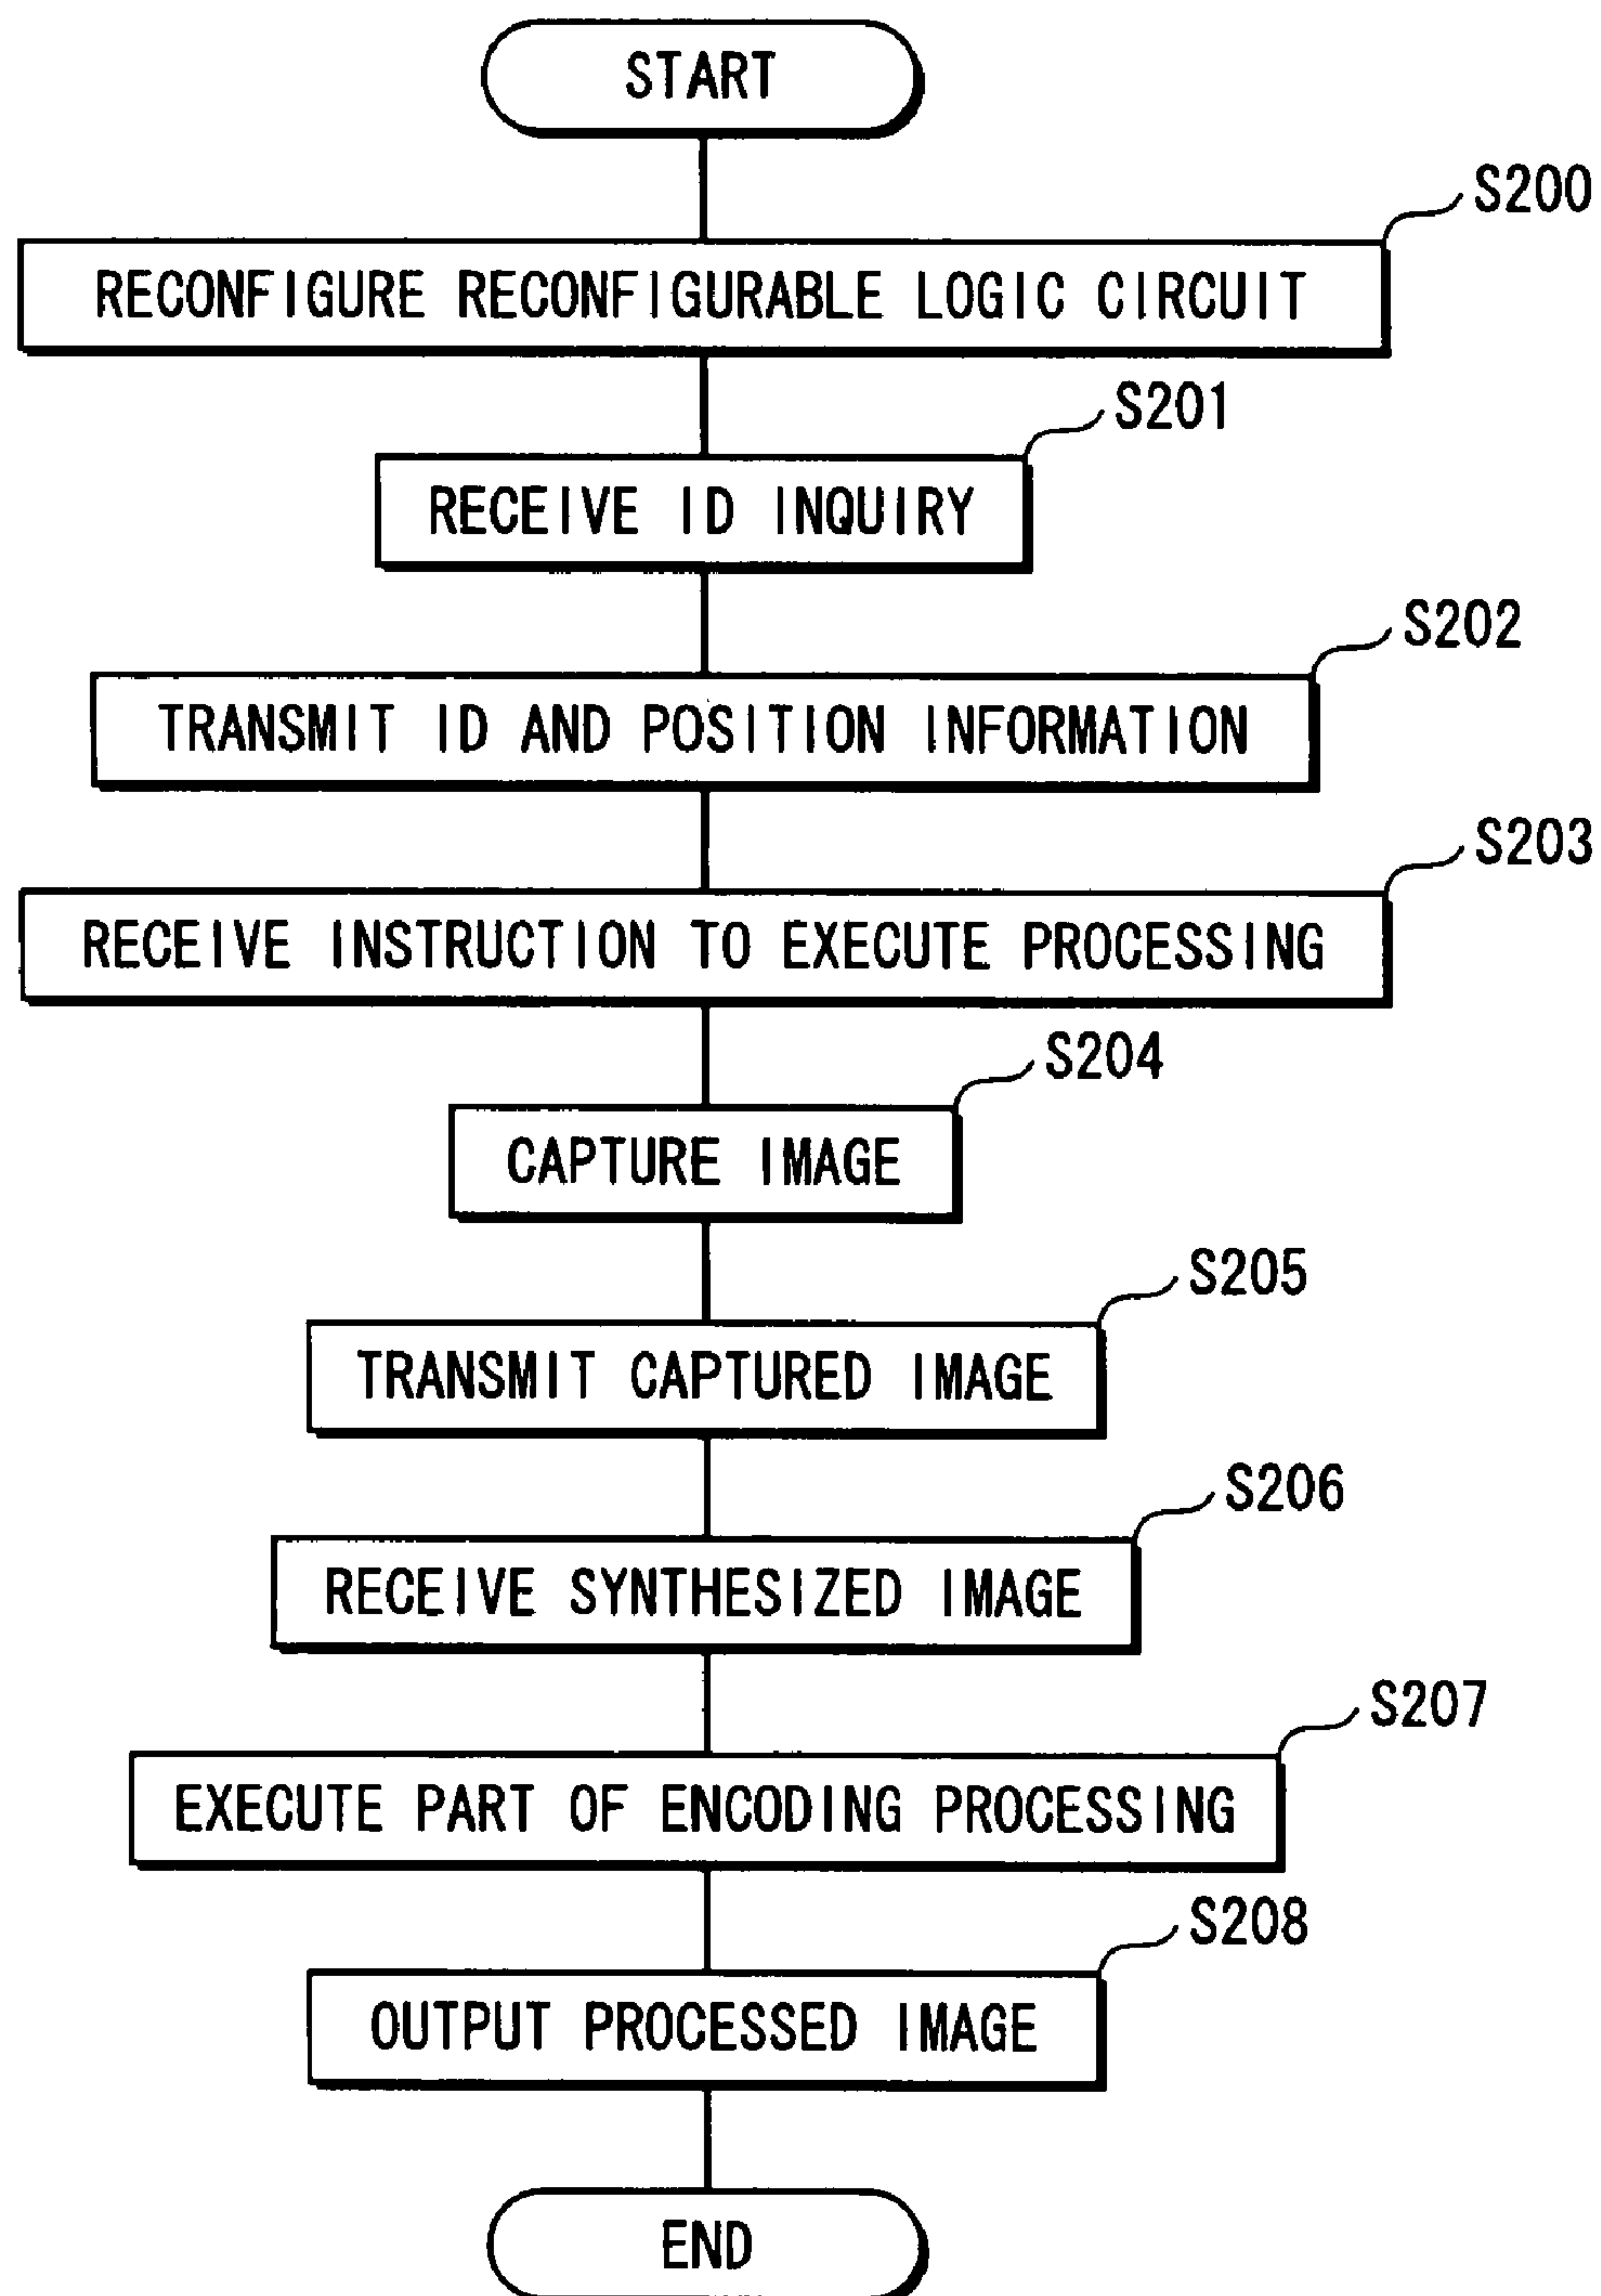 START
S200
RECONFIGURE RECONFIGURABLE LOGIC CIRCUIT
S201
RECEIVE ID INQUIRY
S202
TRANSMIT ID AND POSITION INFORMATION
S203
RECEIVE INSTRUCTION TO EXECUTE PROCESSING
S204
CAPTURE IMAGE
S205
TRANSMIT CAPTURED IMAGE
S206
RECEIVE SYNTHESIZED IMAGE
S207
EXECUTE PART OF ENCODING PROCESSING
S208
OUTPUT PROCESSED IMAGE
END